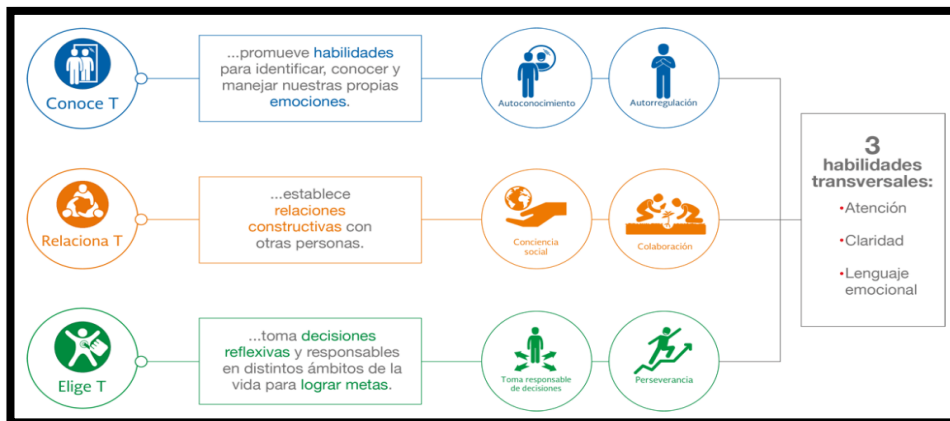 Conoce T
...promueve habilidades
para identificar, conocer y
manejar nuestras propias
emociones.
Autoconocimiento
Autorregulación
Relaciona T
...establece
relaciones
constructivas con
otras personas.
Conciencia
social
Colaboración
Elige T
...toma decisiones
reflexivas y responsables
en distintos ámbitos de la
vida para lograr metas.
Toma responsable
de decisiones
Perseverancia
3
habilidades
transversales:
•Atención
•Claridad
•Lenguaje
emocional